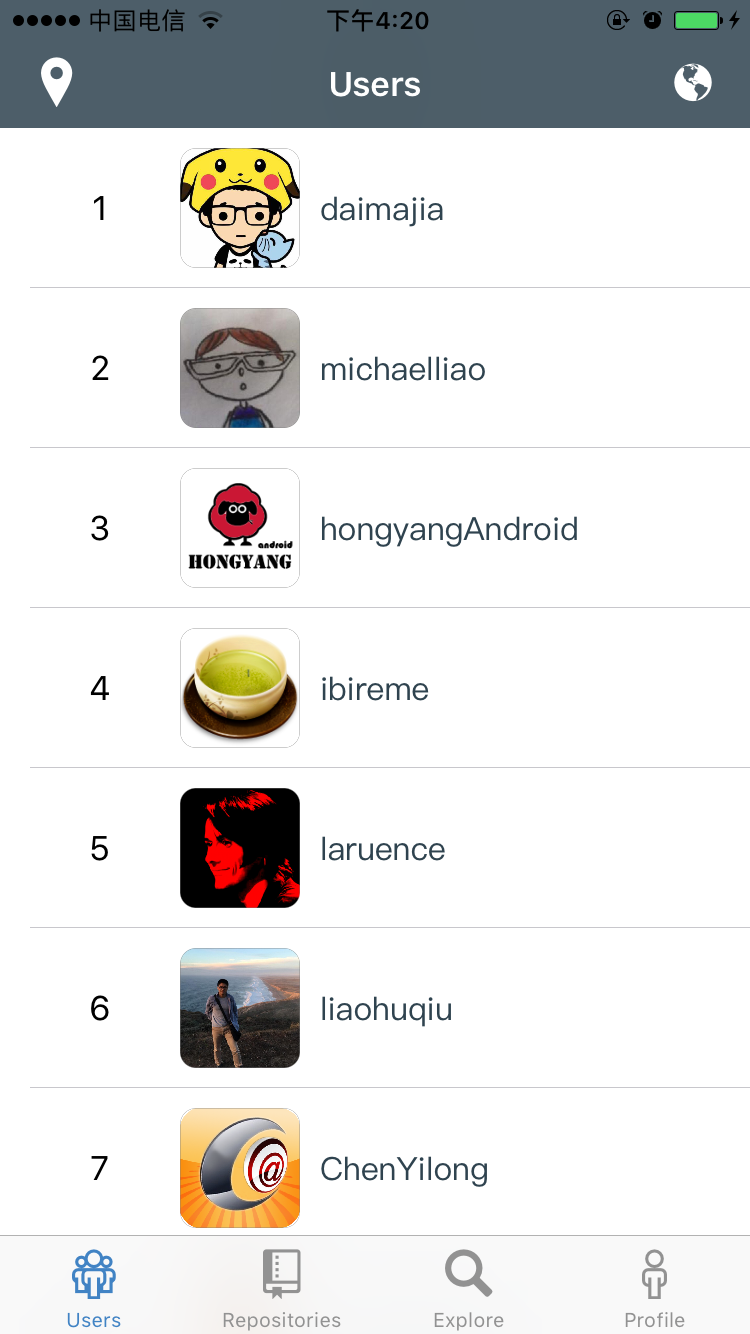 中国电信 下午4:20
Users
1 daimajia
2 michaelliao
3 android
HONGYANG
hongyangAndroid
4 ibireme
5 laruence
6 liaohuqiu
7 @ ChenYilong
Users Repositories Explore Profile